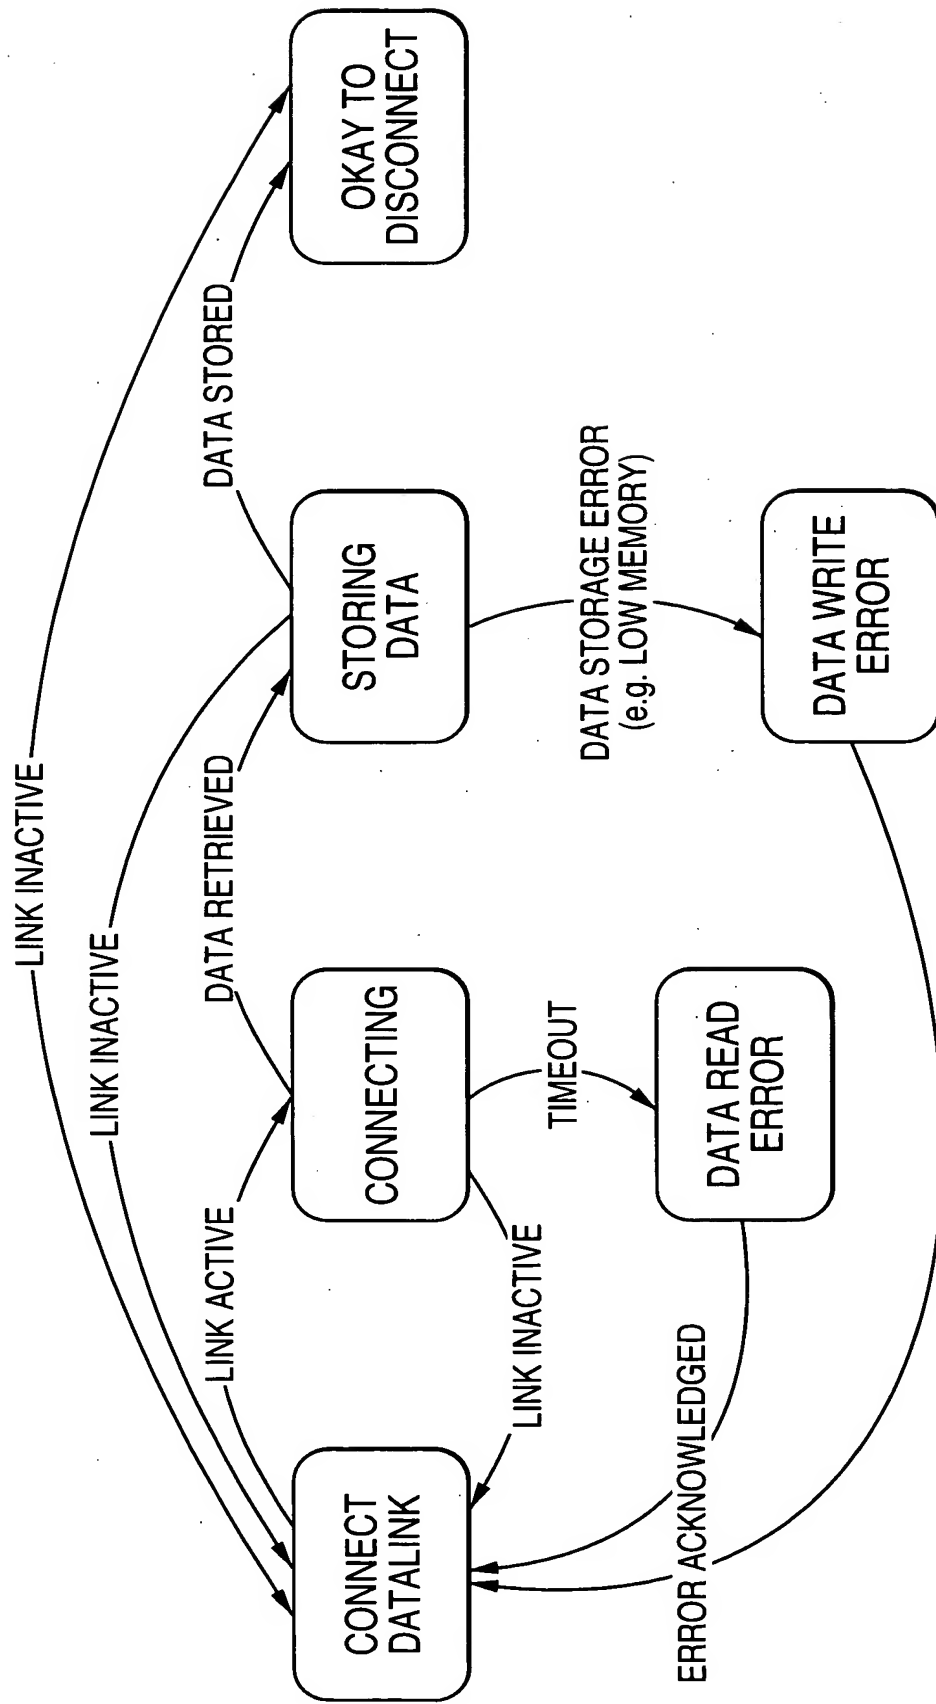 LINK INACTIVE
LINK INACTIVE
LINK ACTIVE
DATA RETRIEVED
DATA STORED
CONNECT
DATALINK
CONNECTING
STORING
DATA
OKAY TO
DISCONNECT
LINK INACTIVE
TIMEOUT
DATA STORAGE ERROR
(e.g. LOW MEMORY)
DATA READ
ERROR
DATA WRITE
ERROR
ERROR ACKNOWLEDGED